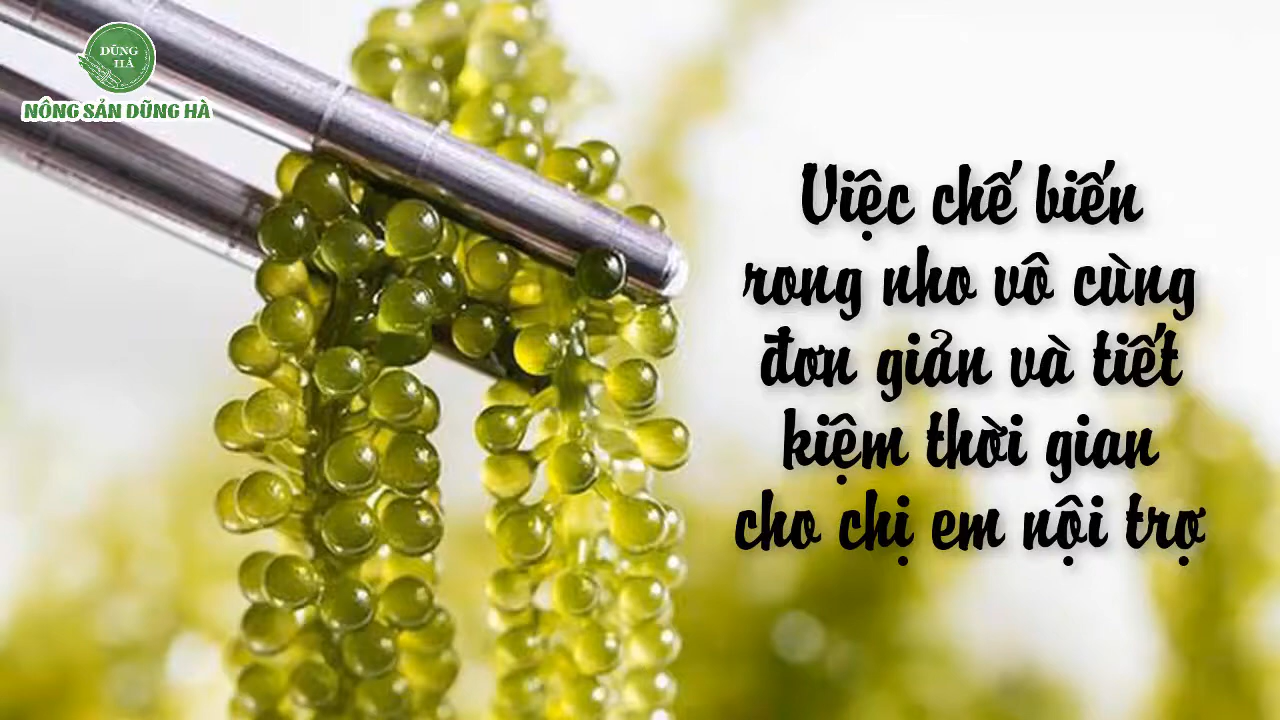 DŨNG
HÀ
NÔNG SẢN DŨNG HÀ
Việc chế biến
rong nho vô cùng
đơn giản và tiết
kiệm thời gian
cho chị em nội trợ